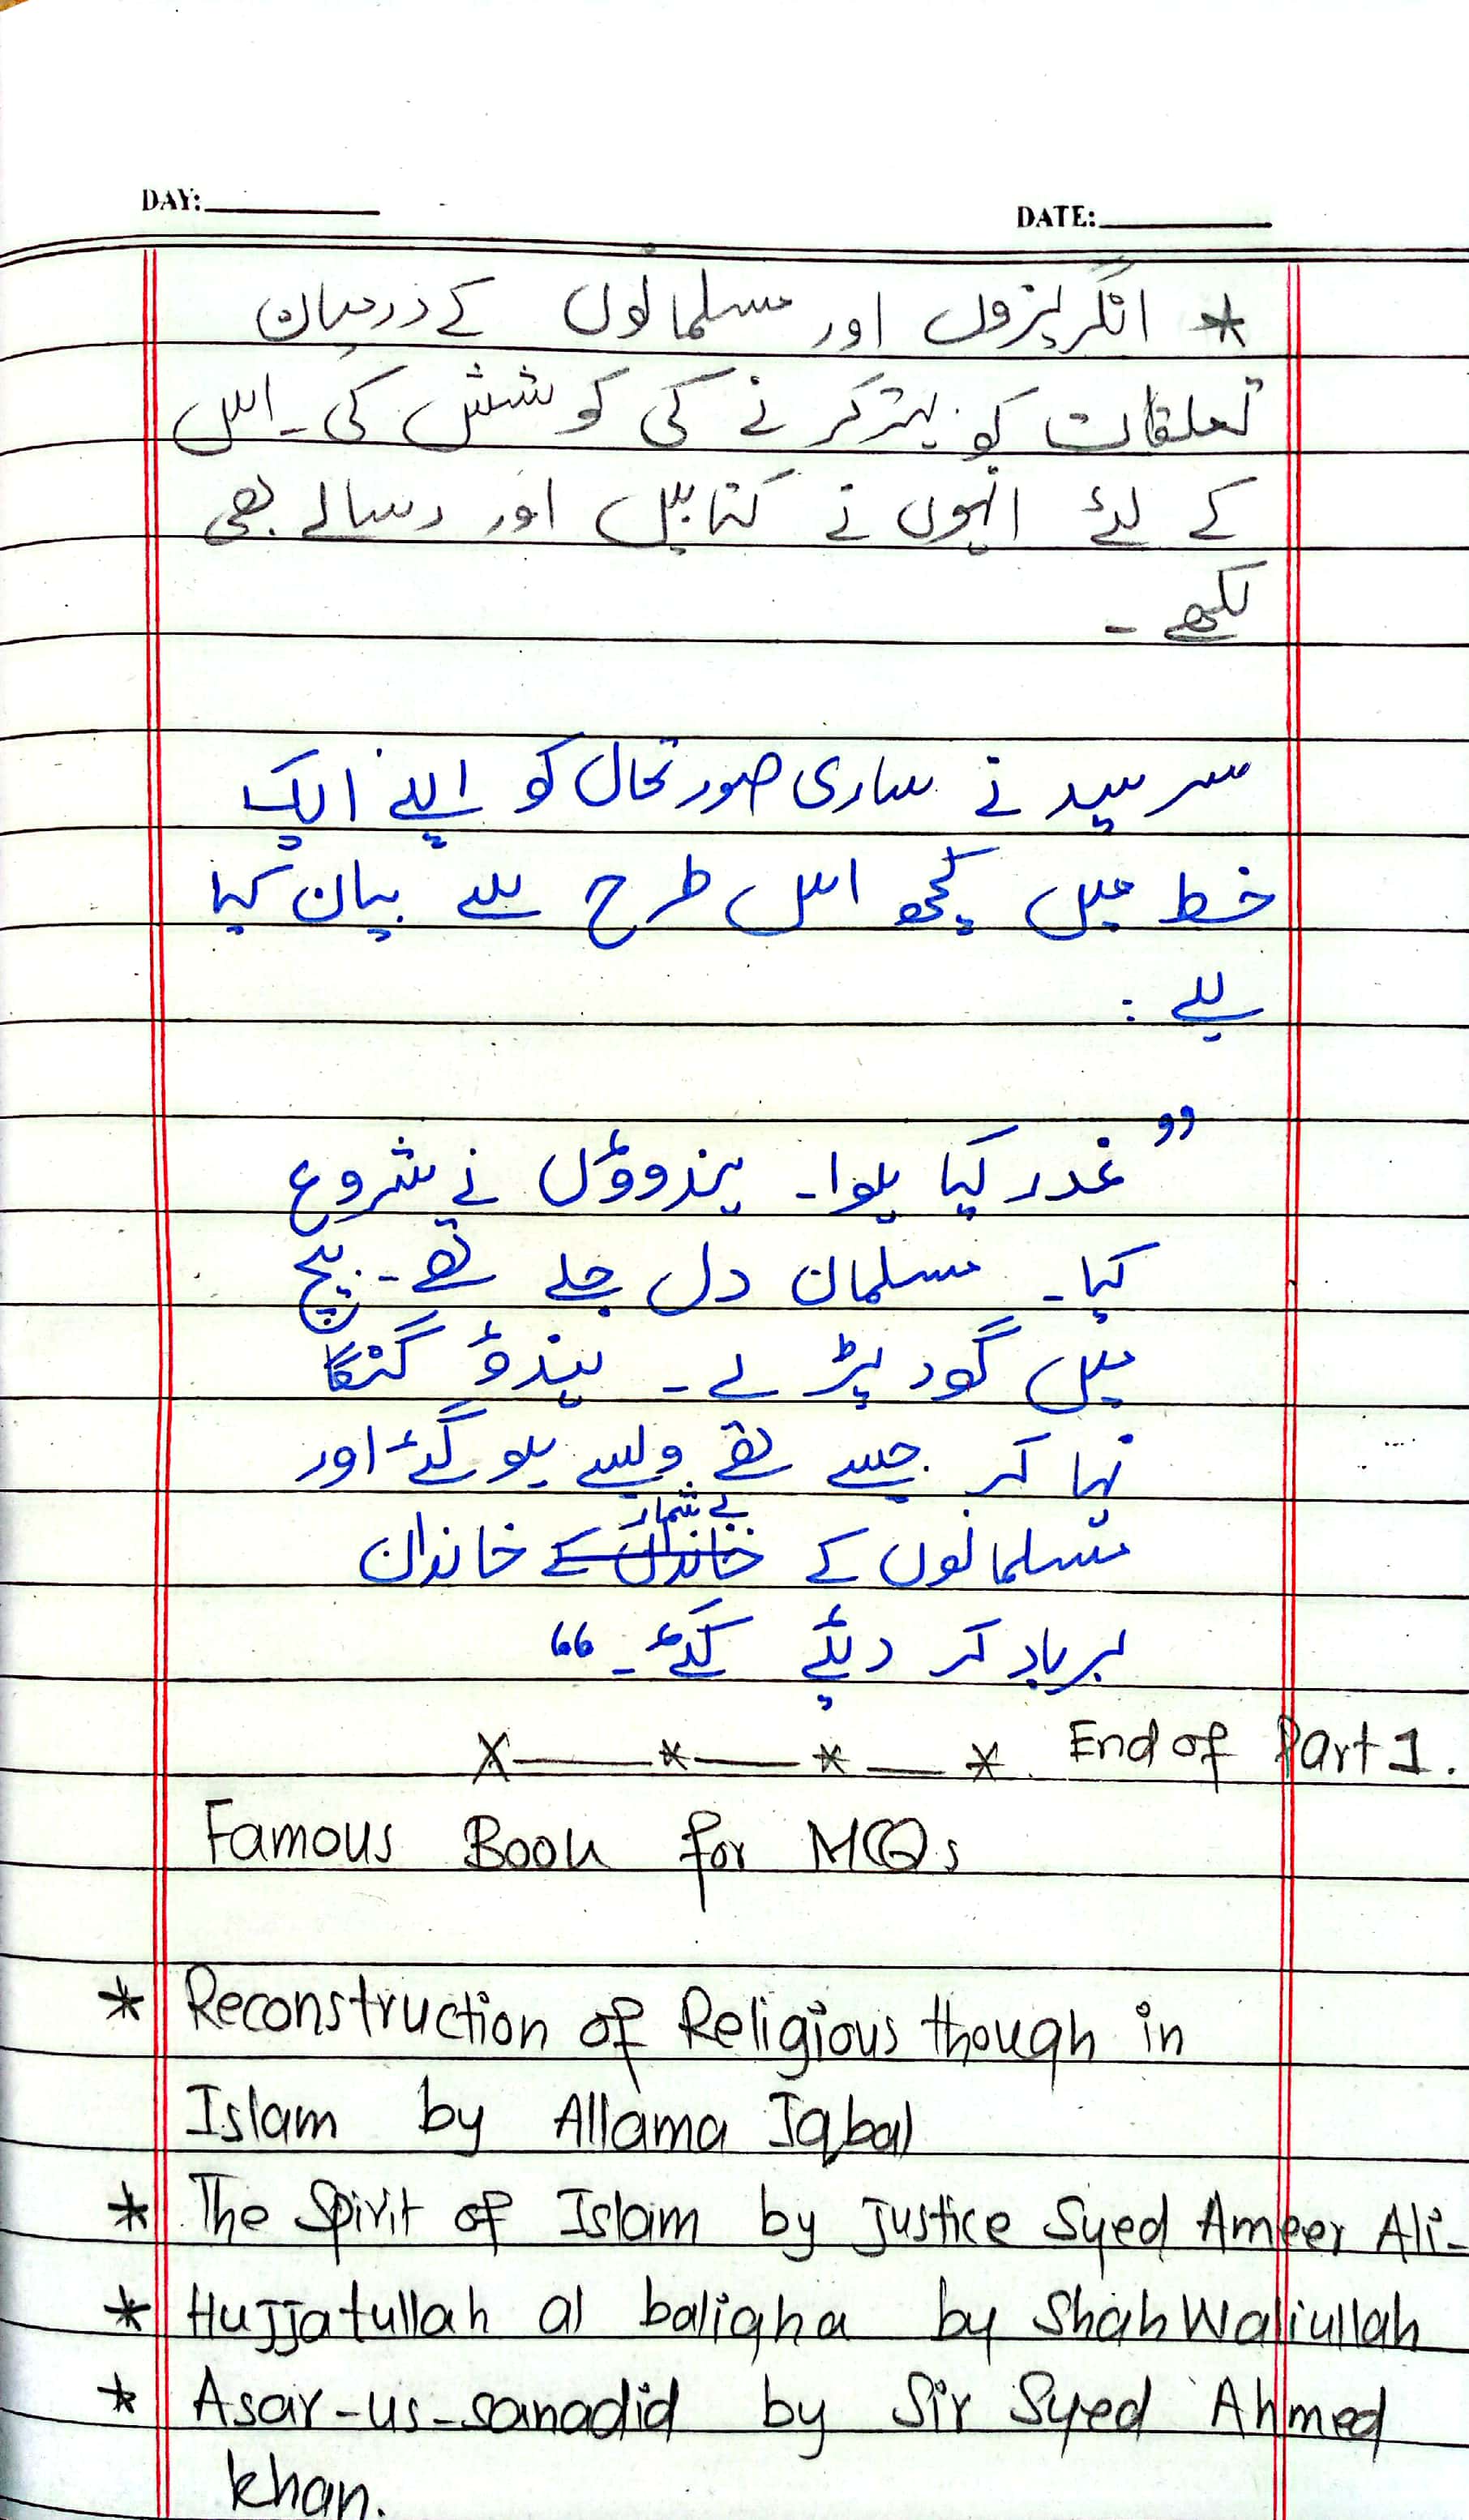 DAY:
DATE:
* انگریزوں اور مسلمانوں کے درمیان
تعلقات کو بہتر کرنے کی کوشش کی۔ اس
کے لئے انہوں نے کتابیں اور رسالے بھی
لکھے ۔
سر سید نے ساری صورتحال کو اپنے ایک
خط میں کچھ اس طرح سے بیان کیا
ہے :
”غدر کیا ہوا۔ ہندوؤں نے شروع
کیا۔ مسلمان دل جلے تھے۔ بیچ
میں گود پڑے ۔ ہندؤ گنگا
نہا کر جیسے تھے ویسے ہو گئے اور
بے شمار
مسلمانوں کے خاندان کے خاندان
برباد کر دیئے گئے۔“
X——*——*—* End of Part 1.
Famous Book for MCQs
* Reconstruction of Religious though in
Islam by Allama Iqbal
* The Spirit of Islam by Justice Syed Ameer Ali-
* Hujjatullah al baligha by Shah Waliullah
* Asar-us-sanadid by Sir Syed Ahmed
khan.